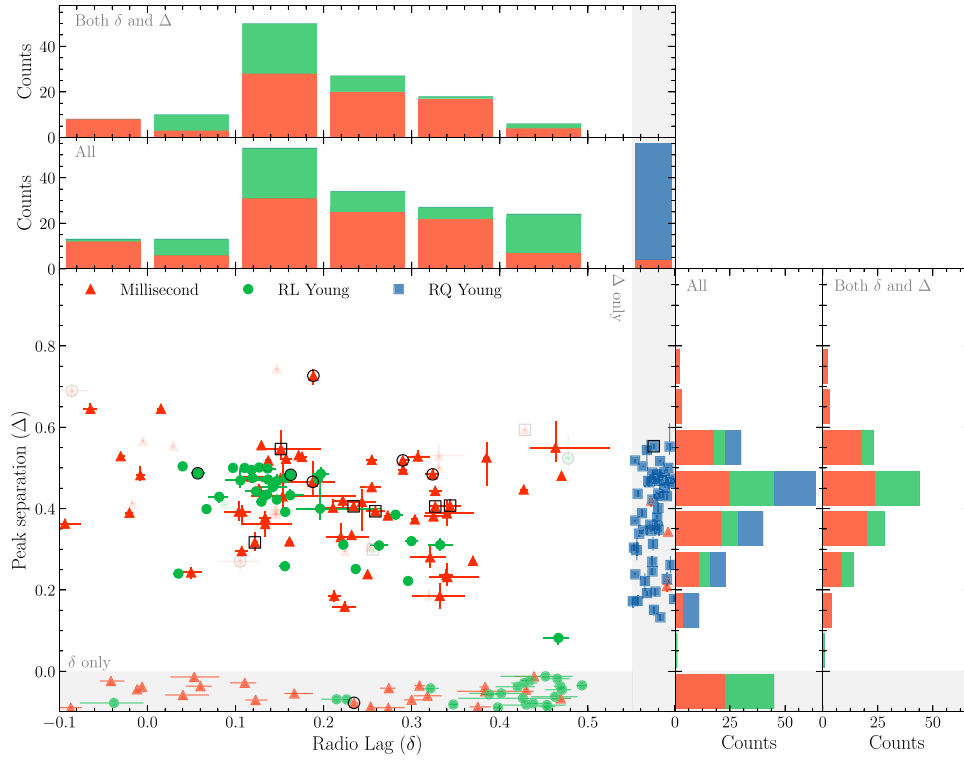 Both δ and Δ
Counts
40
20
0
All
Counts
40
20
0
Millisecond
RL Young
RQ Young
Δ only
All
Both δ and Δ
Peak separation (Δ)
0.8
0.6
0.4
0.2
0.0
δ only
−0.1
0.0
0.1
0.2
0.3
0.4
0.5
0
25
50
0
25
50
Radio Lag (δ)
Counts
Counts